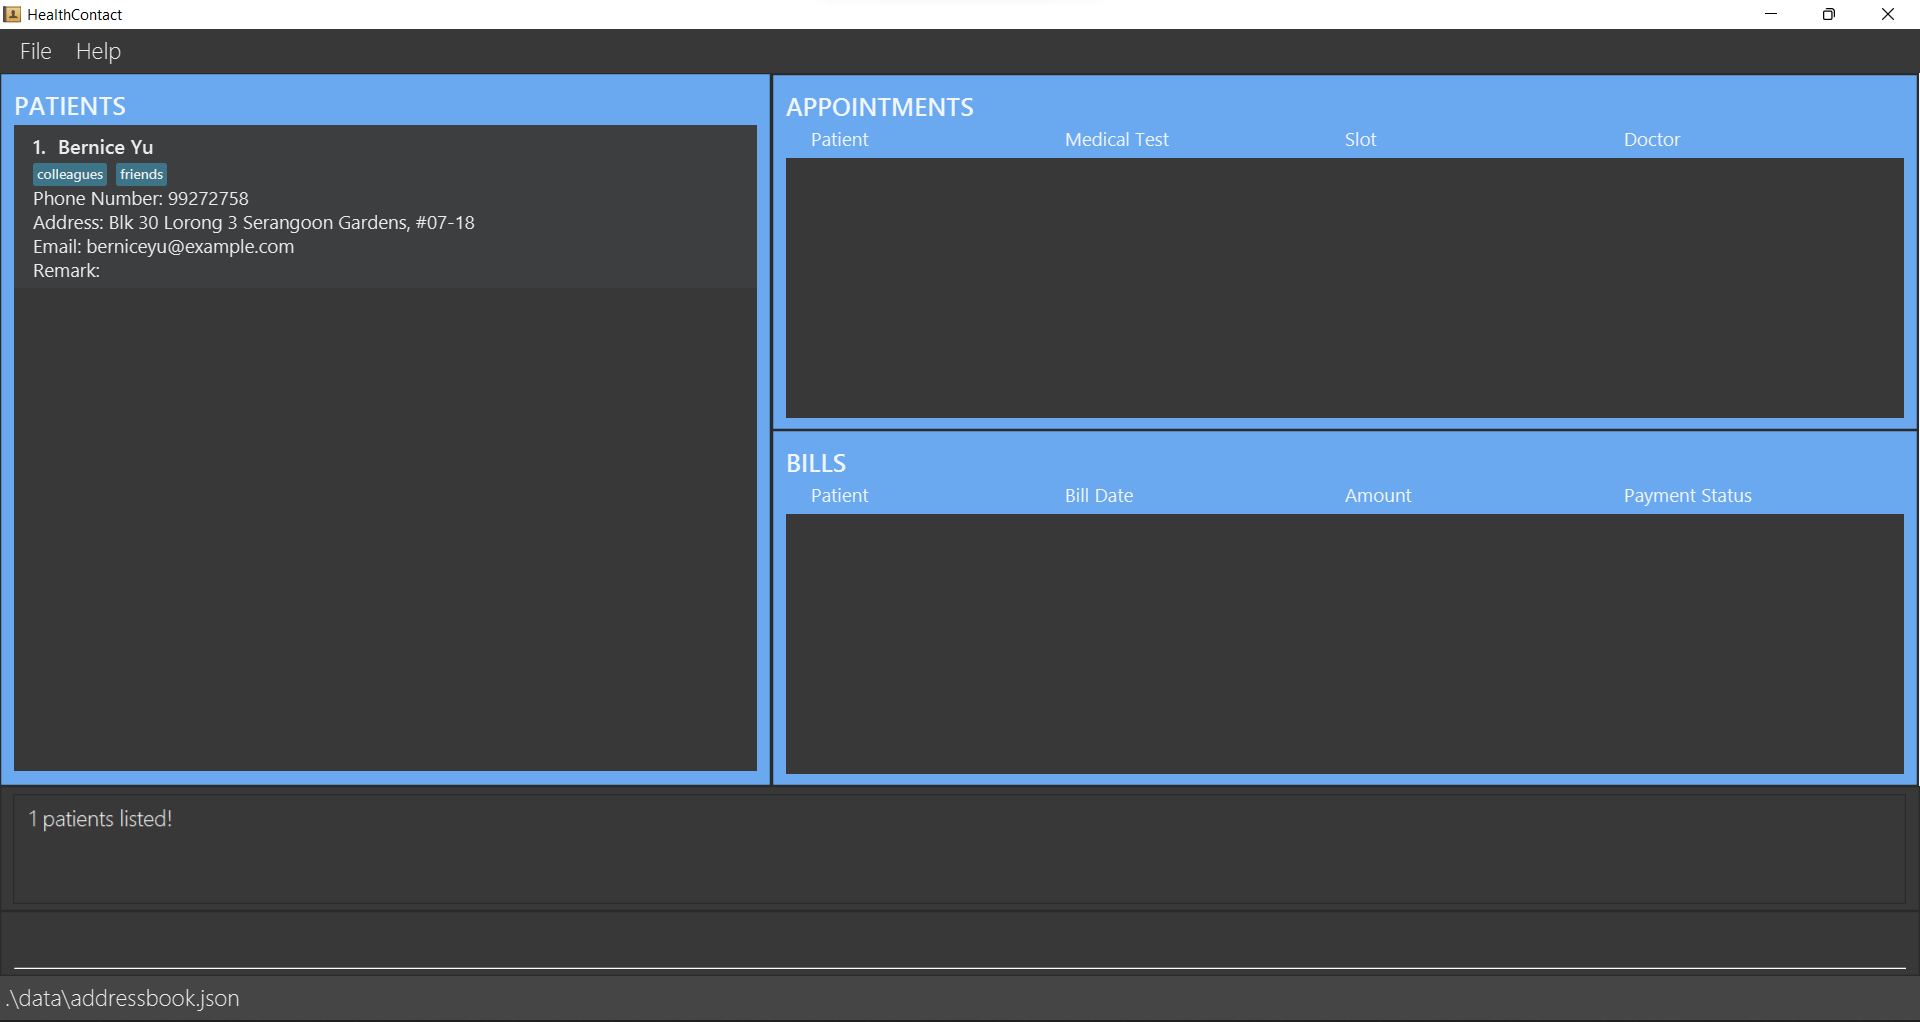 HealthContact
File Help
PATIENTS
1. Bernice Yu
colleagues friends
Phone Number: 99272758
Address: Blk 30 Lorong 3 Serangoon Gardens, #07-18
Email: berniceyu@example.com
Remark:
APPOINTMENTS
Patient Medical Test Slot Doctor
BILLS
Patient Bill Date Amount Payment Status
1 patients listed!
.\data\addressbook.json